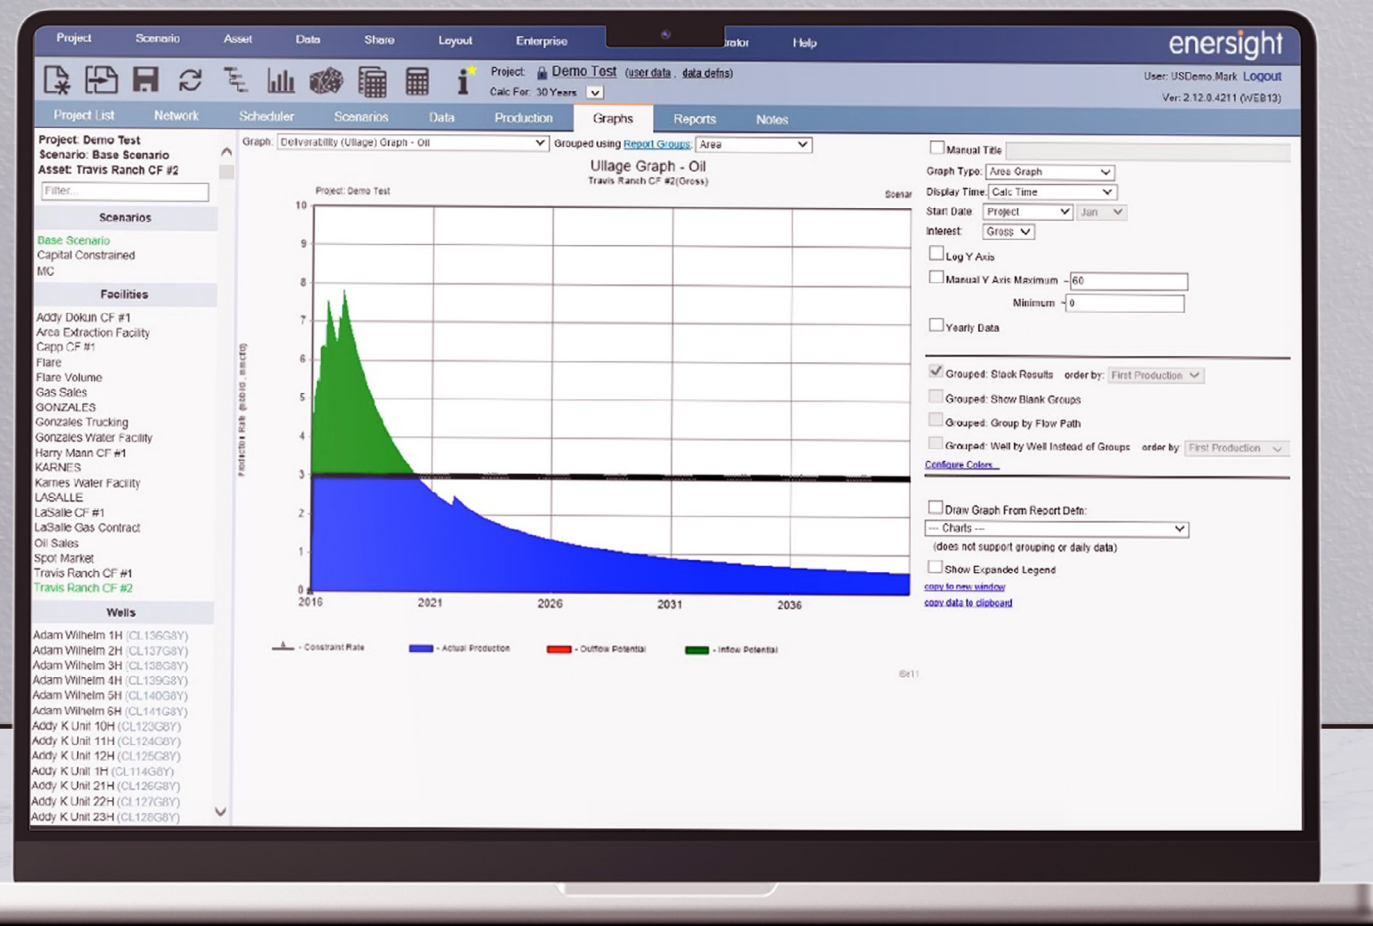 Project Scenario Asset Data Share Layout Enterprise Help
enersight
Project: Demo Test (user data , data defns)
Calc For: 30 Years
User: USDemo.Mark Logout
Ver: 2.12.0.4211 (WEB13)
Project List Network Scheduler Scenarios Data Production Graphs Reports Notes
Project: Demo Test
Scenario: Base Scenario
Asset: Travis Ranch CF #2
Filter...
Scenarios
Base Scenario
Capital Constrained
MC
Facilities
Addy Dokun CF #1
Area Extraction Facility
Capp CF #1
Flare
Flare Volume
Gas Sales
GONZALES
Gonzales Trucking
Gonzales Water Facility
Harry Mann CF #1
KARNES
Karnes Water Facility
LASALLE
LaSalle CF #1
LaSalle Gas Contract
Oil Sales
Spot Market
Travis Ranch CF #1
Travis Ranch CF #2
Wells
Adam Wilhelm 1H (CL136G8Y)
Adam Wilhelm 2H (CL137G8Y)
Adam Wilhelm 3H (CL138G8Y)
Adam Wilhelm 4H (CL139G8Y)
Adam Wilhelm 5H (CL140G8Y)
Adam Wilhelm 6H (CL141G8Y)
Addy K Unit 10H (CL123G8Y)
Addy K Unit 11H (CL124G8Y)
Addy K Unit 12H (CL125G8Y)
Addy K Unit 1H (CL114G8Y)
Addy K Unit 21H (CL126G8Y)
Addy K Unit 22H (CL127G8Y)
Addy K Unit 23H (CL128G8Y)
Graph: Deliverability (Ullage) Graph - Oil Grouped using Report Groups: Area
Ullage Graph - Oil
Travis Ranch CF #2(Gross)
Project: Demo Test
Scenar
10
9
8
7
6
5
4
3
2
1
0
Production Rate
2016 2021 2026 2031 2036
- Constraint Rate - Actual Production - Outflow Potential - Inflow Potential
Manual Title
Graph Type: Area Graph
Display Time: Calc Time
Start Date: Project Jan
Interest: Gross
Log Y Axis
Manual Y Axis Maximum - 60
Minimum - 0
Yearly Data
Grouped: Stack Results order by: First Production
Grouped: Show Blank Groups
Grouped: Group by Flow Path
Grouped: Well by Well Instead of Groups order by: First Production
Configure Colors...
Draw Graph From Report Defn:
--- Charts ---
(does not support grouping or daily data)
Show Expanded Legend
copy to new window
copy data to clipboard